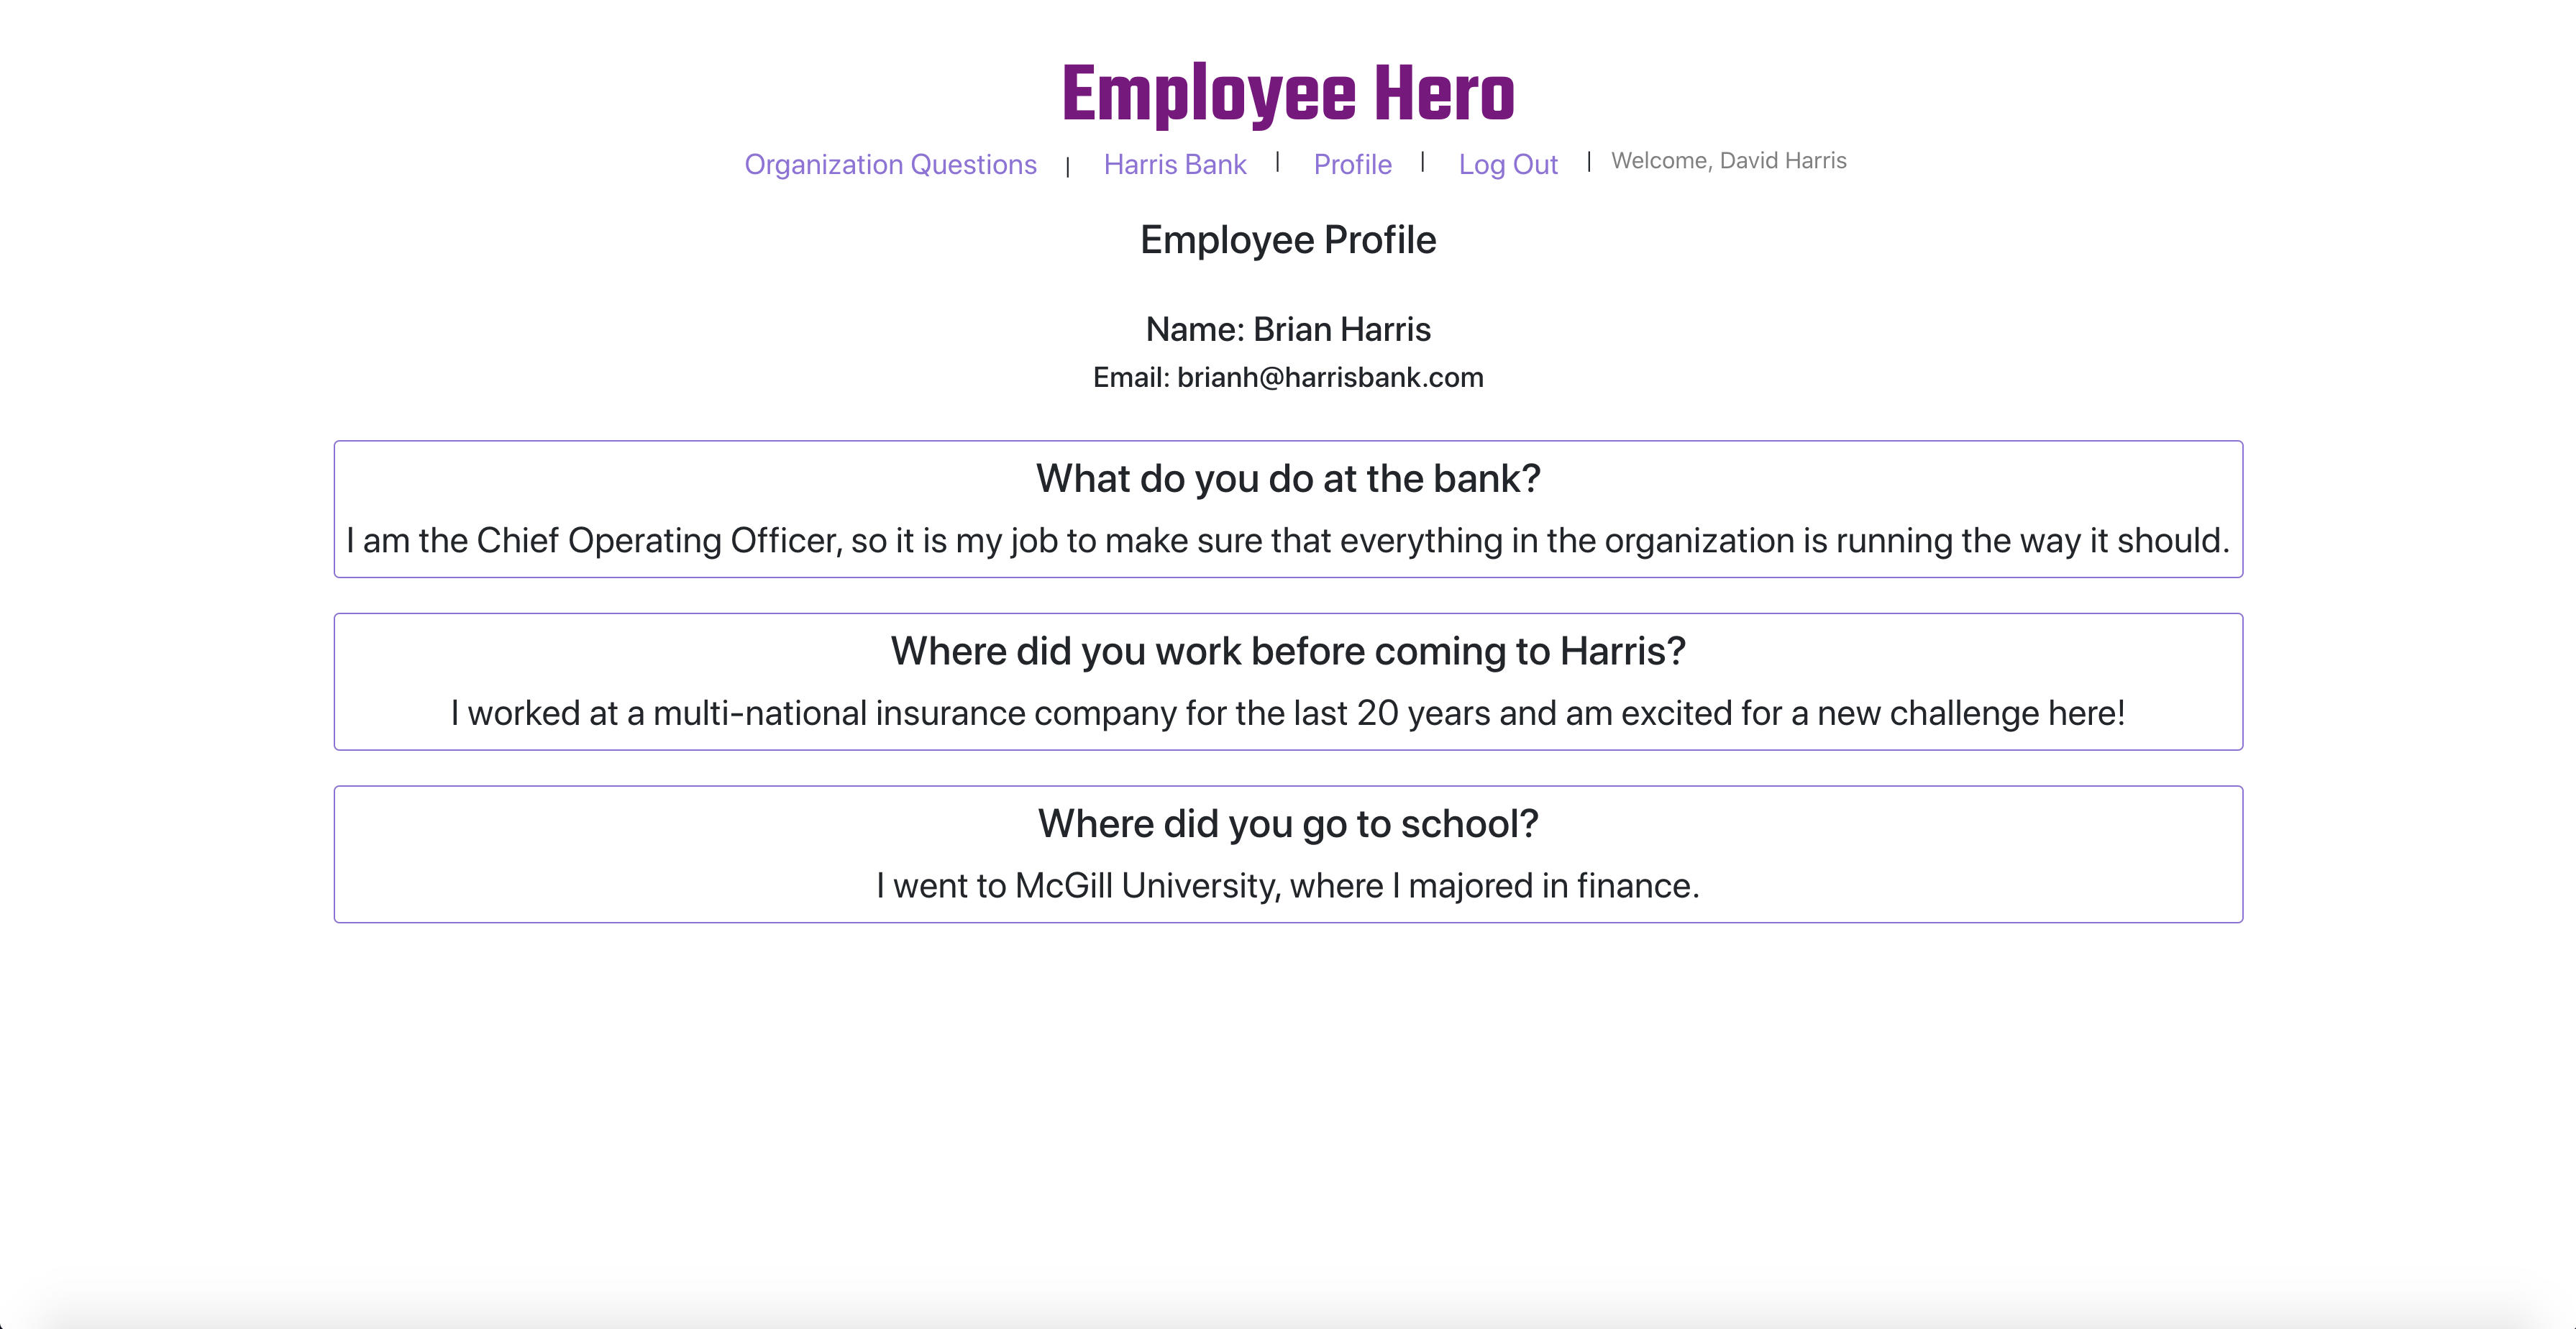 Employee Hero
Organization Questions | Harris Bank | Profile | Log Out | Welcome, David Harris
Employee Profile
Name: Brian Harris
Email: brianh@harrisbank.com
What do you do at the bank?
I am the Chief Operating Officer, so it is my job to make sure that everything in the organization is running the way it should.
Where did you work before coming to Harris?
I worked at a multi-national insurance company for the last 20 years and am excited for a new challenge here!
Where did you go to school?
I went to McGill University, where I majored in finance.